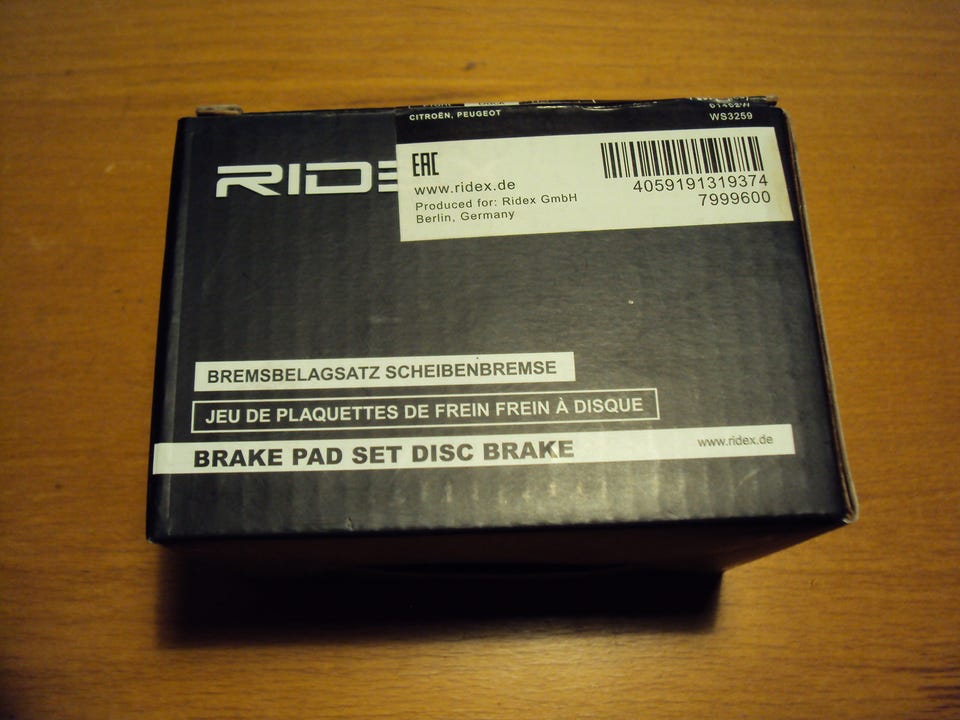 CITROËN, PEUGEOT
WS3259
RIDE
EAC
www.ridex.de
Produced for: Ridex GmbH
Berlin, Germany
4059191319374
7999600
BREMSBELAGSATZ SCHEIBENBREMSE
JEU DE PLAQUETTES DE FREIN FREIN À DISQUE
BRAKE PAD SET DISC BRAKE
www.ridex.de